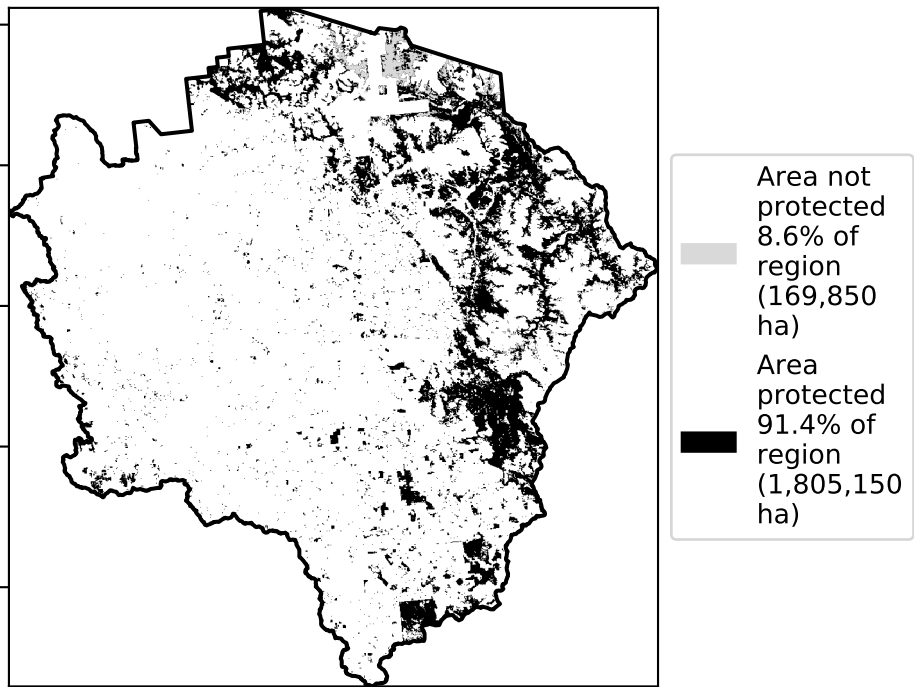 Area not
protected
8.6% of
region
(169,850
ha)
Area
protected
91.4% of
region
(1,805,150
ha)